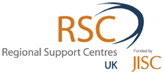 RSC
Regional Support Centres
UK
Funded by
JISC